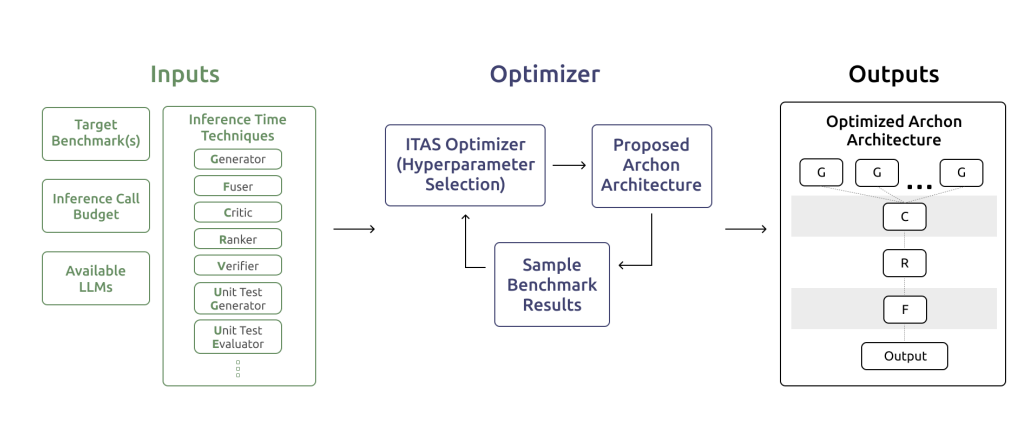 Inputs
Target
Benchmark(s)
Inference Call
Budget
Available
LLMs
Inference Time
Techniques
Generator
Fuser
Critic
Ranker
Verifier
Unit Test
Generator
Unit Test
Evaluator
Optimizer
ITAS Optimizer
(Hyperparameter
Selection)
Proposed
Archon
Architecture
Sample
Benchmark
Results
Outputs
Optimized Archon
Architecture
G G ... G
C
R
F
Output